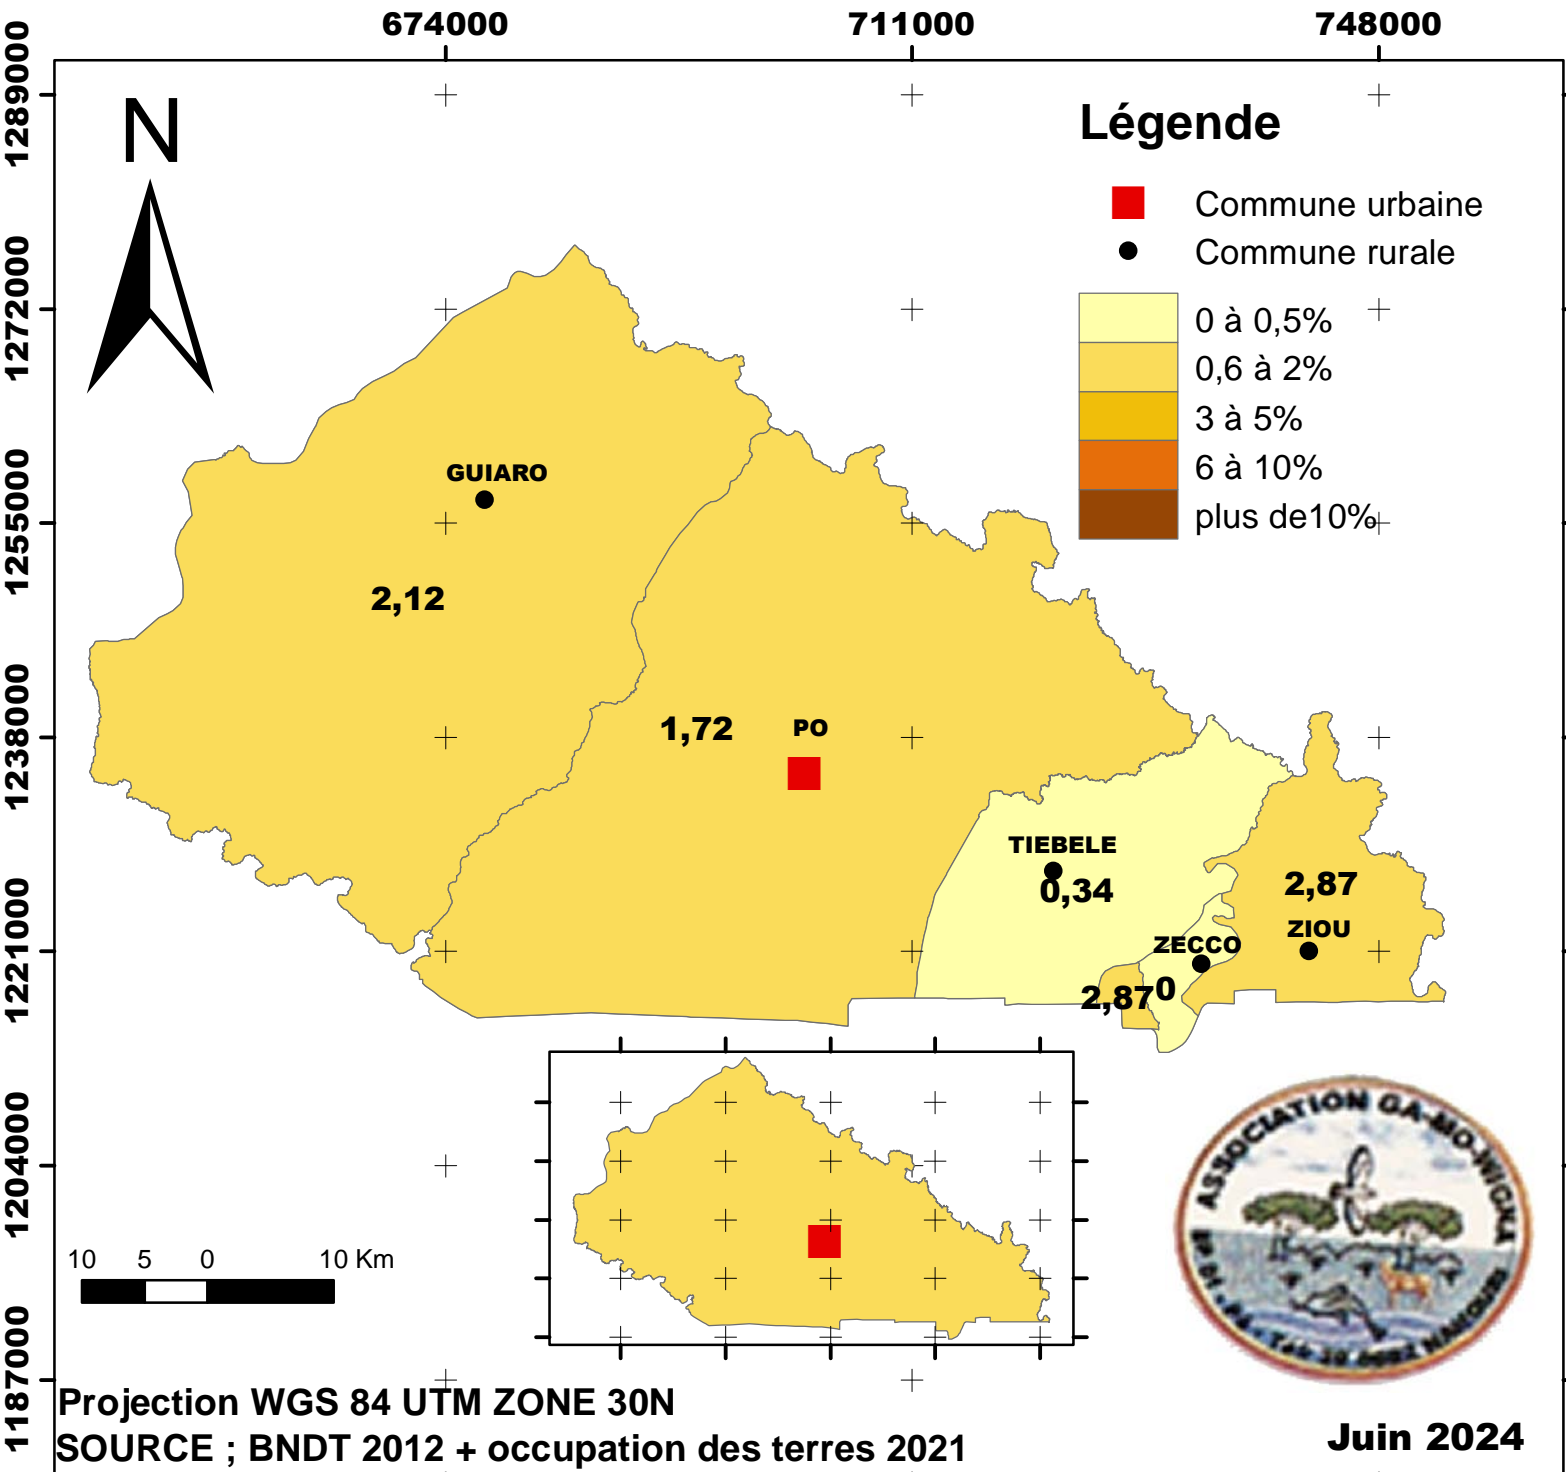 674000 711000 748000
1289000
1272000
1255000
1238000
1221000
1204000
1187000
N
Légende
Commune urbaine
Commune rurale
0 à 0,5%
0,6 à 2%
3 à 5%
6 à 10%
plus de10%
GUIARO
2,12
1,72
PO
TIEBELE
0,34
2,87
ZIOU
ZECCO
2,87
0
10 5 0 10 Km
ASSOCIATION GA-MO-NIGNA
Projection WGS 84 UTM ZONE 30N
SOURCE ; BNDT 2012 + occupation des terres 2021
Juin 2024